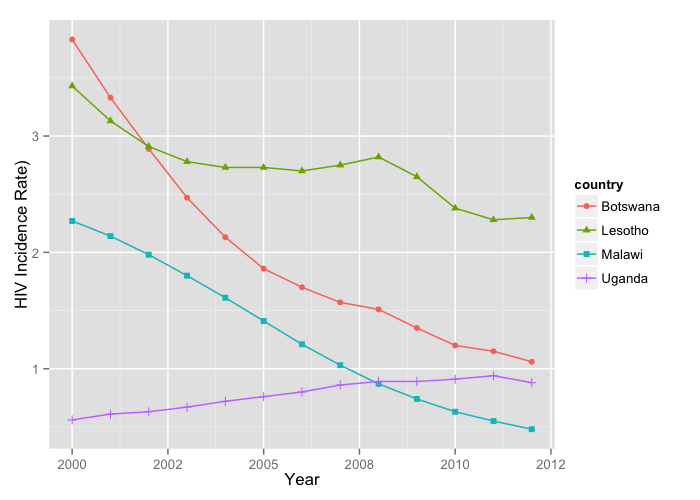 HIV Incidence Rate)
3
2
1
2000
2002
2005
2008
2010
2012
Year
country
Botswana
Lesotho
Malawi
Uganda